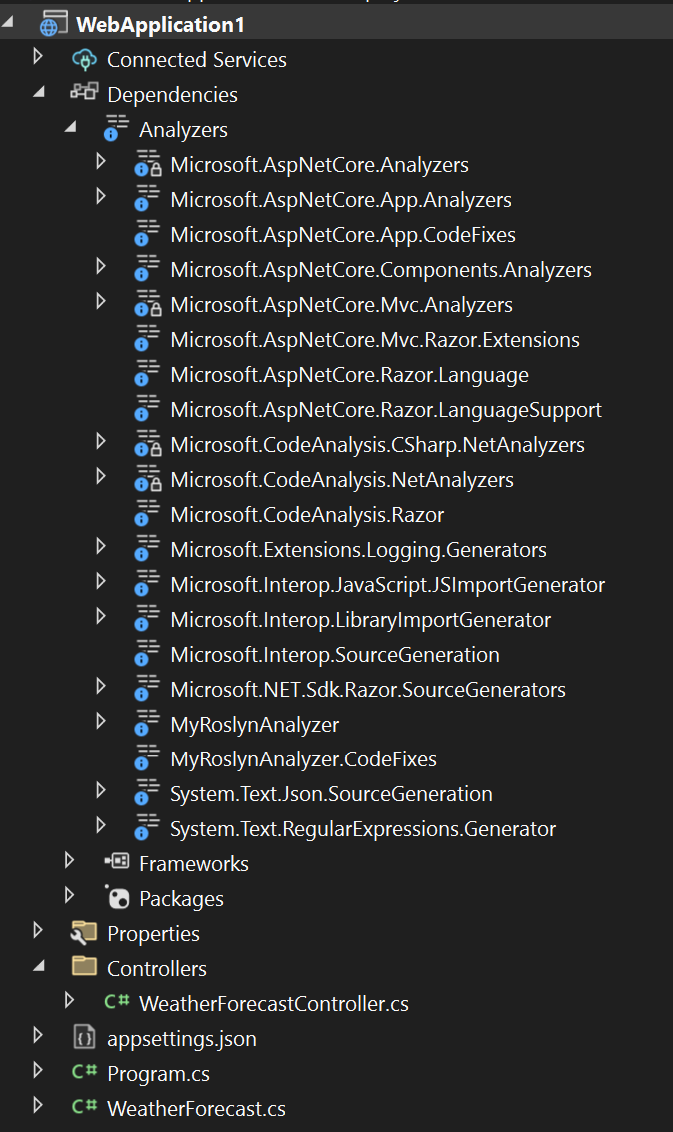 WebApplication1
Connected Services
Dependencies
Analyzers
Microsoft.AspNetCore.Analyzers
Microsoft.AspNetCore.App.Analyzers
Microsoft.AspNetCore.App.CodeFixes
Microsoft.AspNetCore.Components.Analyzers
Microsoft.AspNetCore.Mvc.Analyzers
Microsoft.AspNetCore.Mvc.Razor.Extensions
Microsoft.AspNetCore.Razor.Language
Microsoft.AspNetCore.Razor.LanguageSupport
Microsoft.CodeAnalysis.CSharp.NetAnalyzers
Microsoft.CodeAnalysis.NetAnalyzers
Microsoft.CodeAnalysis.Razor
Microsoft.Extensions.Logging.Generators
Microsoft.Interop.JavaScript.JSImportGenerator
Microsoft.Interop.LibraryImportGenerator
Microsoft.Interop.SourceGeneration
Microsoft.NET.Sdk.Razor.SourceGenerators
MyRoslynAnalyzer
MyRoslynAnalyzer.CodeFixes
System.Text.Json.SourceGeneration
System.Text.RegularExpressions.Generator
Frameworks
Packages
Properties
Controllers
C# WeatherForecastController.cs
appsettings.json
C# Program.cs
C# WeatherForecast.cs